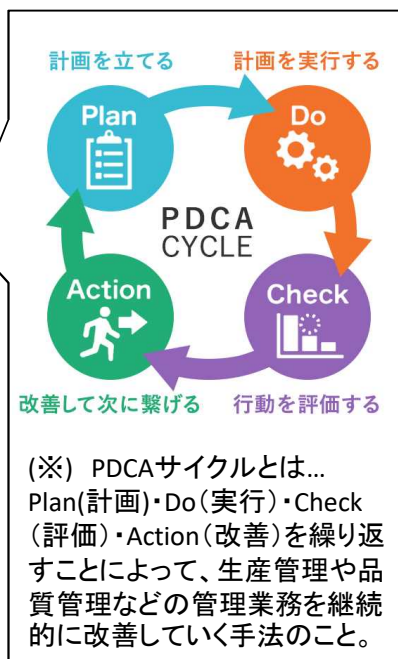 計画を立てる
計画を実行する
Plan
Do
PDCA
CYCLE
Action
Check
改善して次に繋げる
行動を評価する
(※) PDCAサイクルとは…
Plan(計画)・Do(実行)・Check
(評価)・Action(改善)を繰り返
すことによって、生産管理や品
質管理などの管理業務を継続
的に改善していく手法のこと。